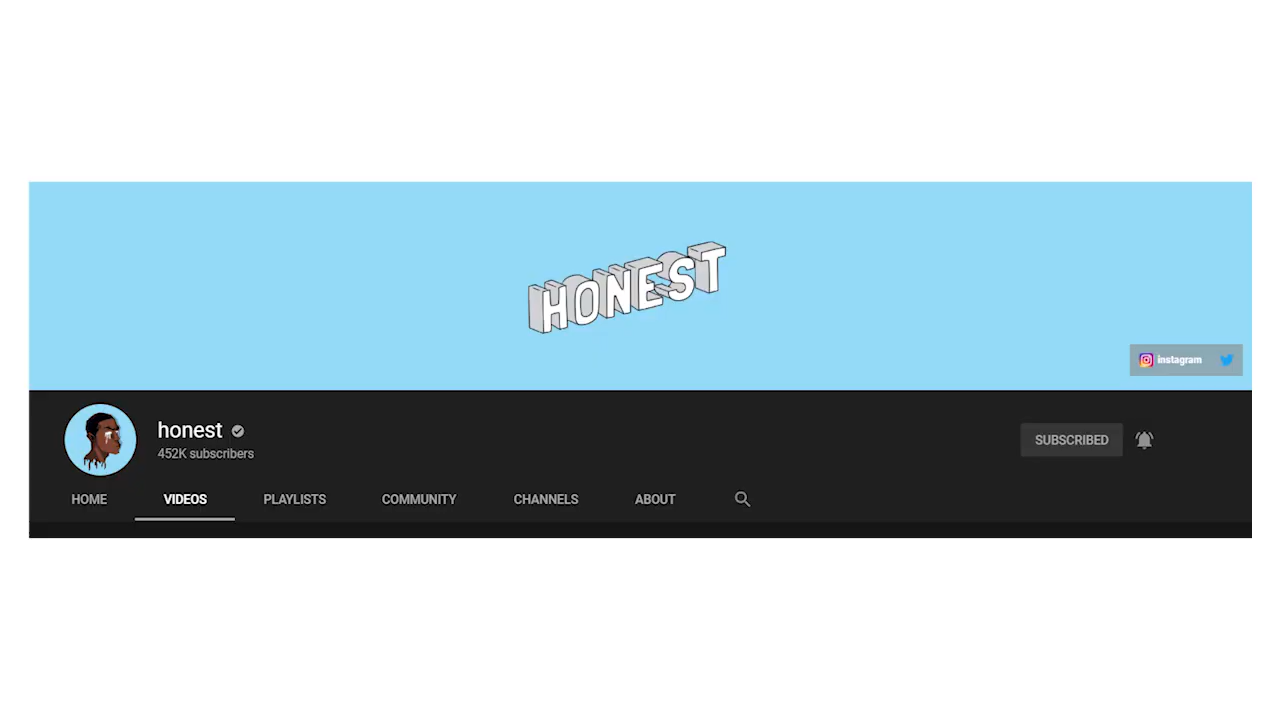 HONEST
instagram
honest
452K subscribers
SUBSCRIBED
HOME VIDEOS PLAYLISTS COMMUNITY CHANNELS ABOUT